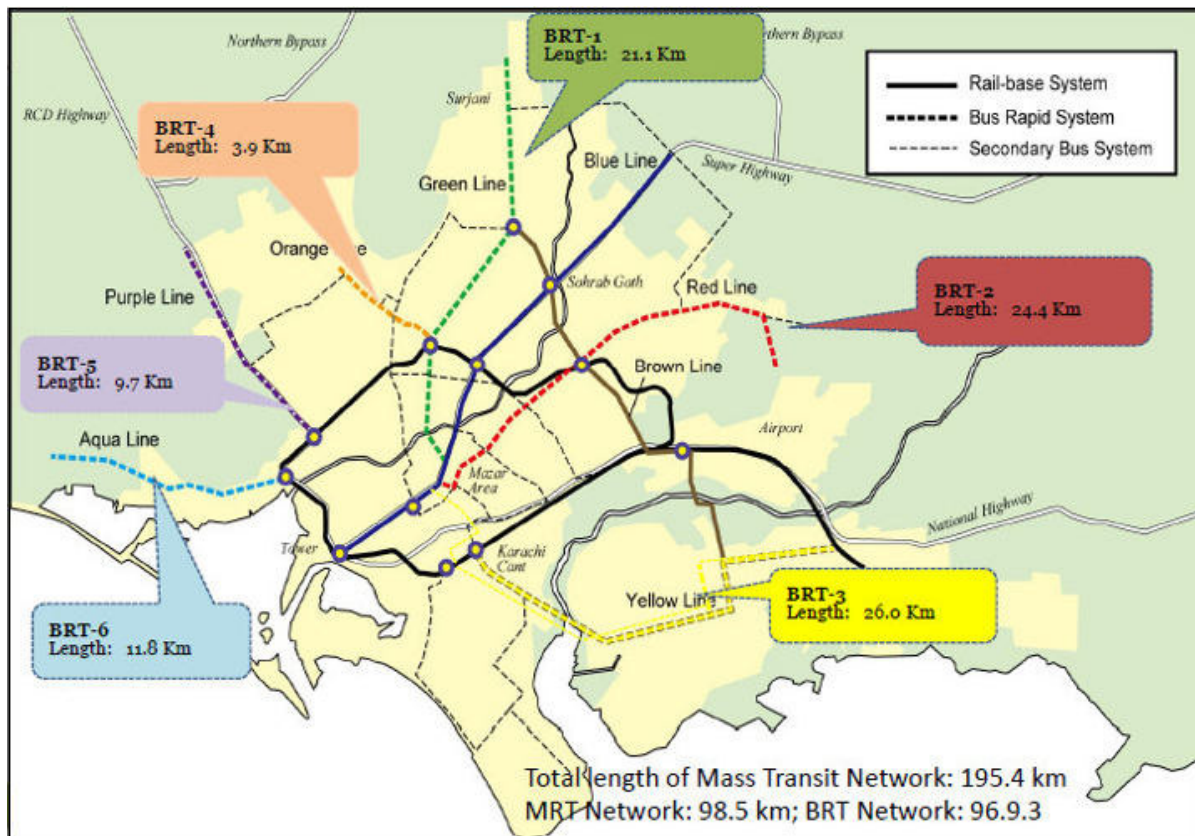 Northern Bypass
BRT-1
Length: 21.1 Km
thern Bypass
Rail-base System
Bus Rapid System
Secondary Bus System
RCD Highway
Surjani
BRT-4
Length: 3.9 Km
Blue Line
Super Highway
Green Line
Orange
Sohrab Goth
Purple Line
Red Line
BRT-2
Length: 24.4 Km
BRT-5
Length: 9.7 Km
Brown Line
Aqua Line
Airport
Mazar
Area
National Highway
Tower
Karachi
Cant
Yellow Line
BRT-3
Length: 26.0 Km
BRT-6
Length: 11.8 Km
Total length of Mass Transit Network: 195.4 km
MRT Network: 98.5 km; BRT Network: 96.9.3